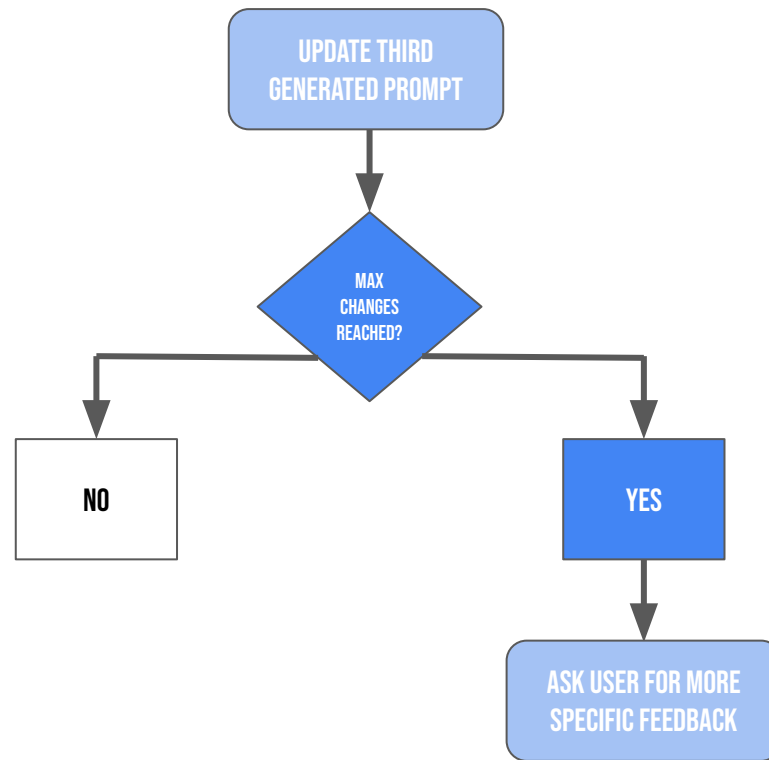 UPDATE THIRD
GENERATED PROMPT
MAX
CHANGES
REACHED?
NO
YES
ASK USER FOR MORE
SPECIFIC FEEDBACK